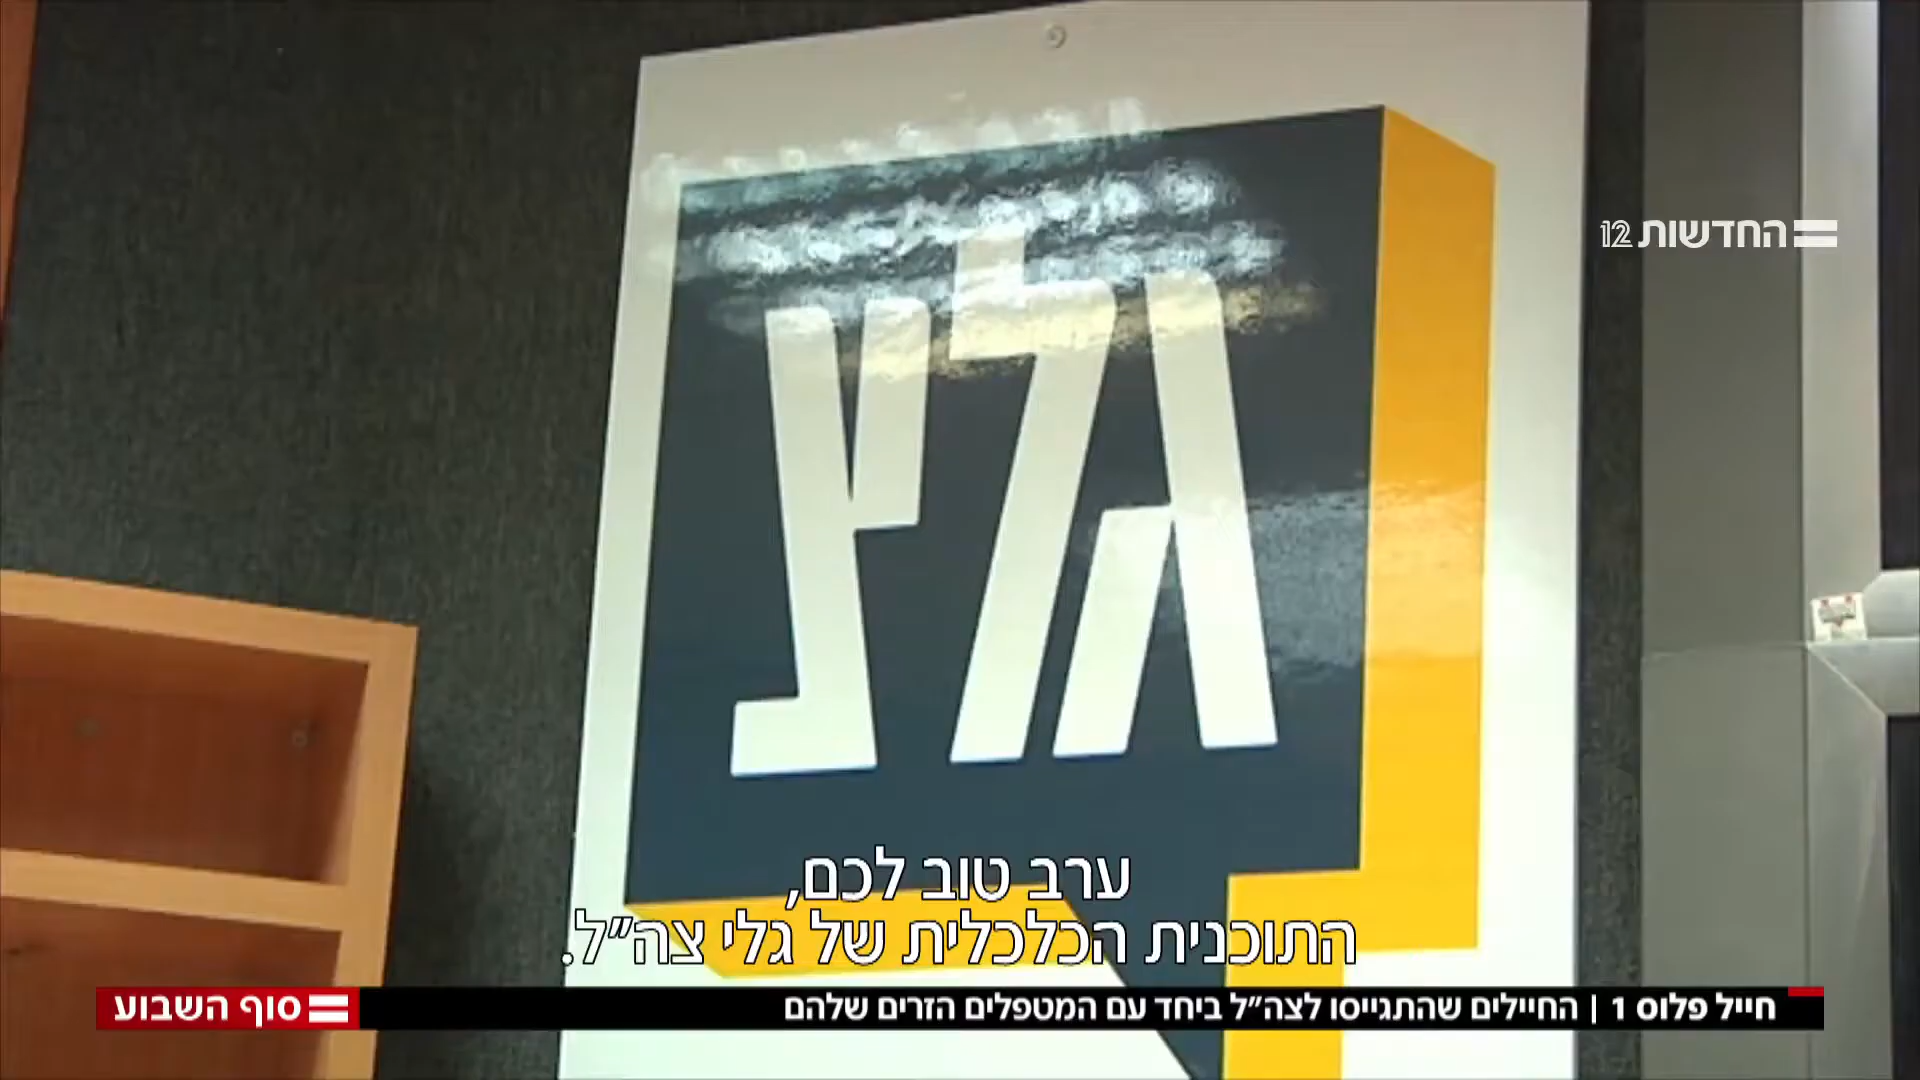 החדשות 12
גלצ
ערב טוב לכם,
התוכנית הכלכלית של גלי צה"ל.
חייל פלוס 1 | החיילים שהתגייסו לצה"ל ביחד עם המטפלים הזרים שלהם
סוף השבוע